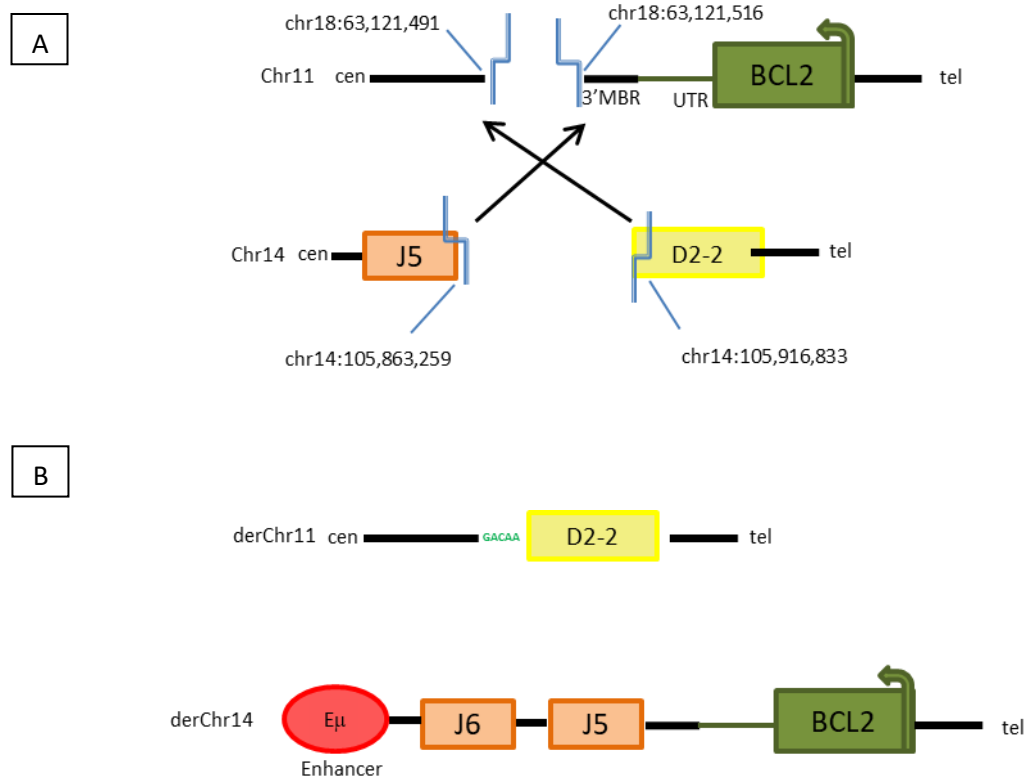 A
chr18:63,121,491
chr18:63,121,516
Chr11 cen
BCL2
tel
3'MBR
UTR
Chr14 cen
J5
D2-2
tel
chr14:105,863,259
chr14:105,916,833
B
derChr11 cen
GACAA
D2-2
tel
derChr14
Eμ
J6
J5
BCL2
tel
Enhancer